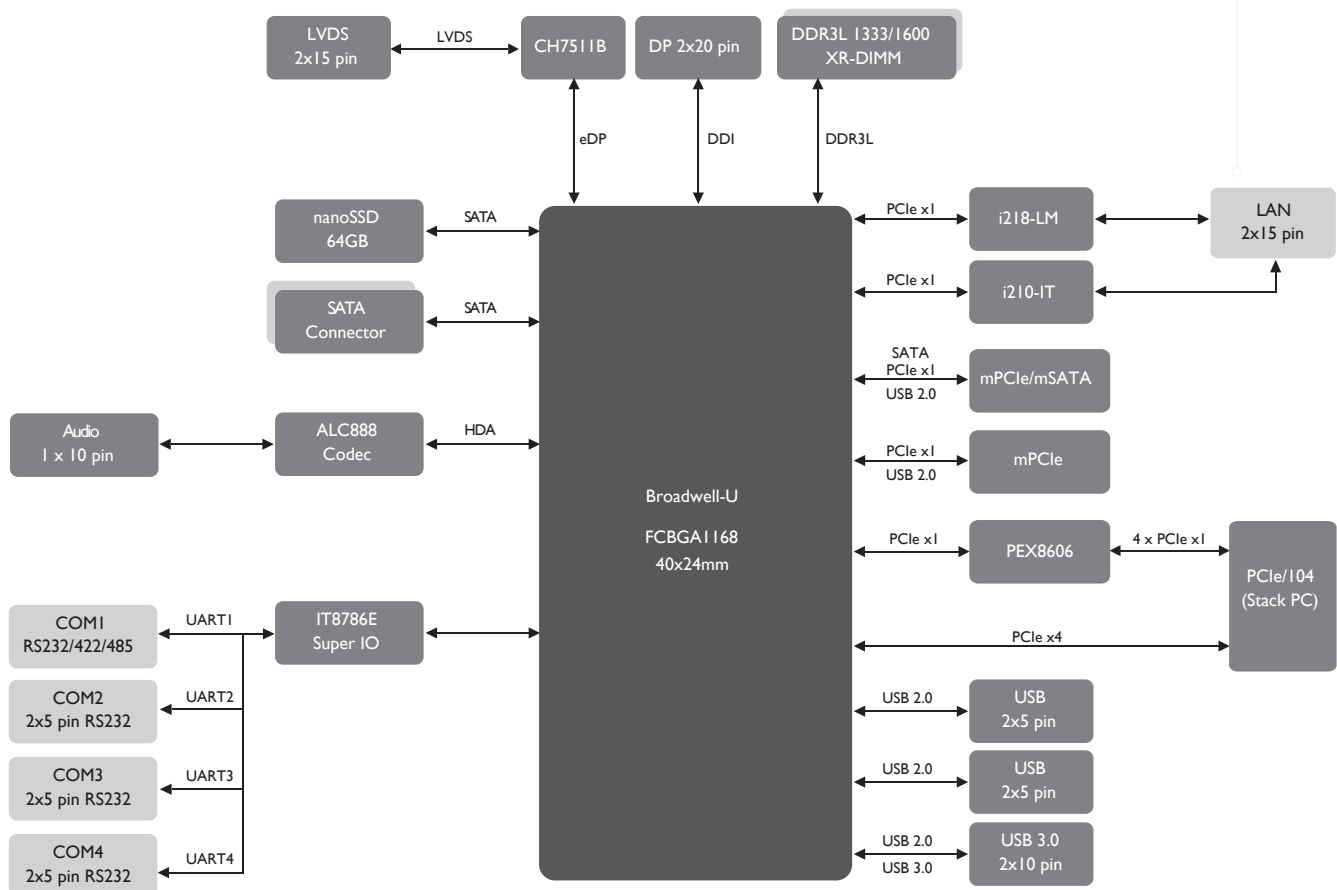 LVDS
2x15 pin
LVDS
CH7511B
DP 2x20 pin
DDR3L 1333/1600
XR-DIMM
eDP
DDI
DDR3L
nanoSSD
64GB
SATA
SATA
Connector
SATA
Audio
1 x 10 pin
ALC888
Codec
HDA
Broadwell-U
FCBGA1168
40x24mm
PCIe x1
i218-LM
LAN
2x15 pin
PCIe x1
i210-IT
SATA
PCIe x1
USB 2.0
mPCIe/mSATA
PCIe x1
USB 2.0
mPCIe
PCIe x1
PEX8606
4 x PCIe x1
PCIe/104
(Stack PC)
PCIe x4
COM1
RS232/422/485
UART1
IT8786E
Super IO
COM2
2x5 pin RS232
UART2
COM3
2x5 pin RS232
UART3
COM4
2x5 pin RS232
UART4
USB 2.0
USB
2x5 pin
USB 2.0
USB
2x5 pin
USB 2.0
USB 3.0
USB 3.0
2x10 pin